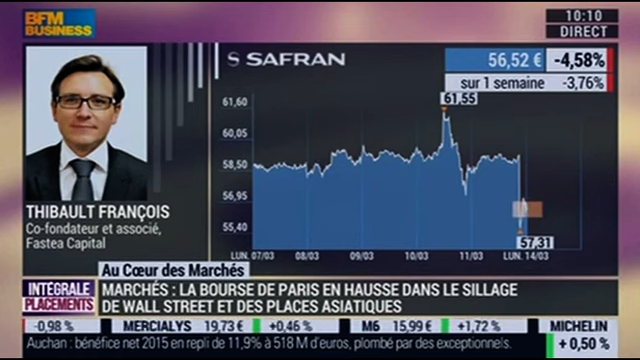 BFM
BUSINESS
10:10
DIRECT
SAFRAN
56,52 €
-4,58%
sur 1 semaine
-3,76%
61,60
60,05
58,50
56,95
55,40
61,55
57,31
LUN. 07/03
08/03
09/03
10/03
11/03
LUN. 14/03
THIBAULT FRANÇOIS
Co-fondateur et associé,
Fastea Capital
Au Cœur des Marchés
INTÉGRALE
PLACEMENTS
MARCHÉS : LA BOURSE DE PARIS EN HAUSSE DANS LE SILLAGE
DE WALL STREET ET DES PLACES ASIATIQUES
-0,98 % MERCIALYS 19,73 € +0,46 % M6 15,99 € +1,72 % MICHELIN
+0,50 %
Auchan : bénéfice net 2015 en repli de 11,9% à 518 M d'euros, plombé par des exceptionnels.